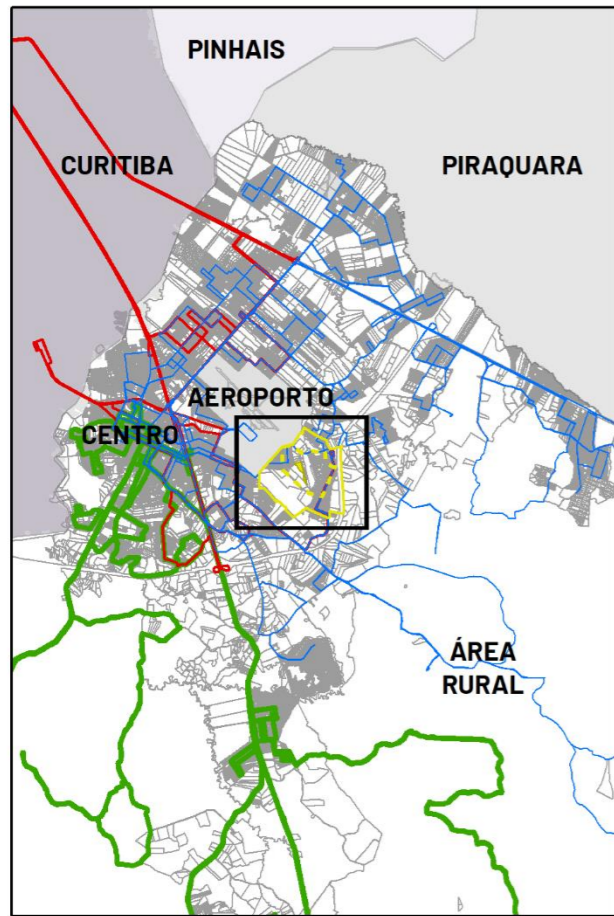 PINHAIS
CURITIBA
PIRAQUARA
AEROPORTO
CENTRO
ÁREA
RURAL